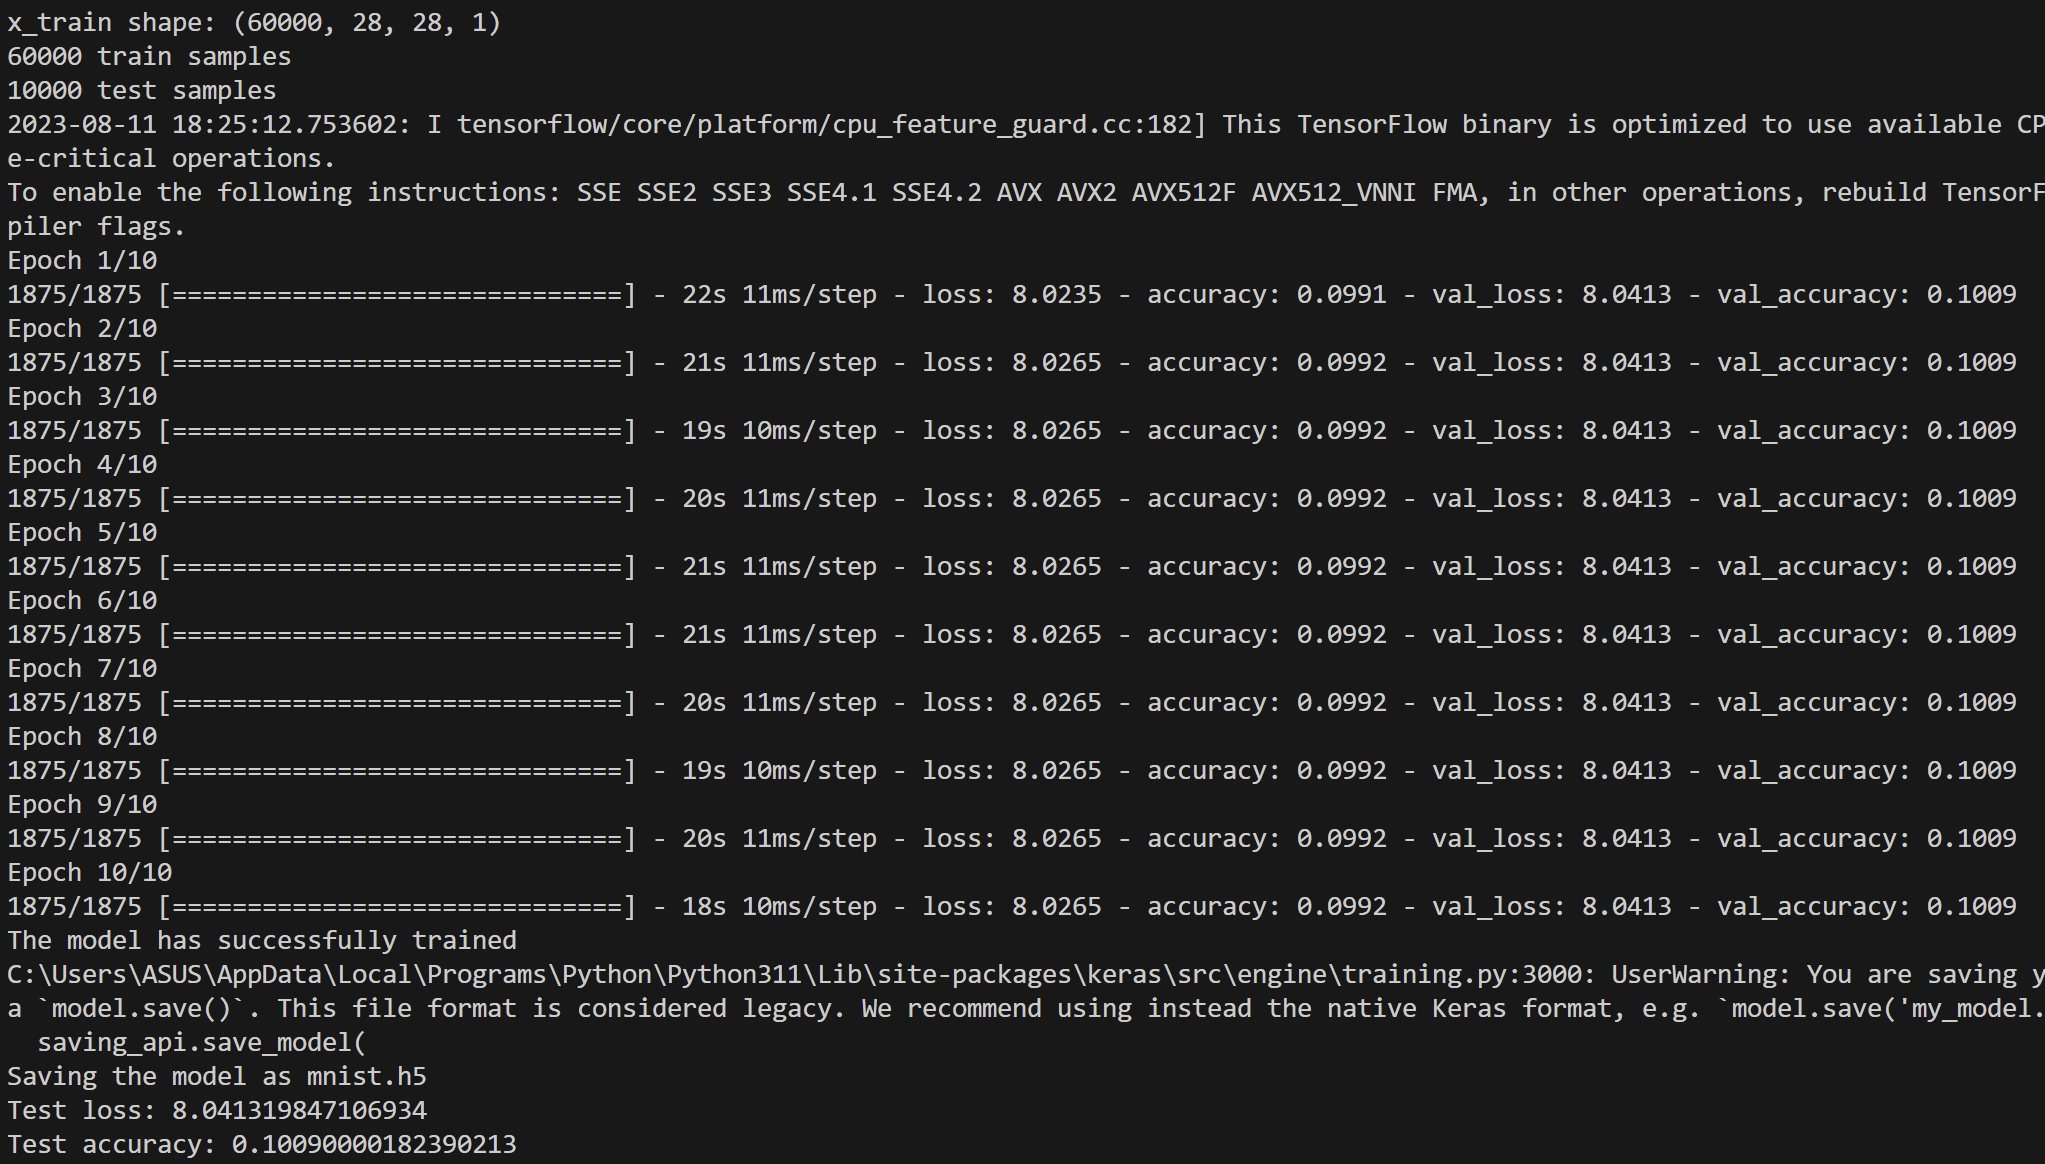 x_train shape: (60000, 28, 28, 1)
60000 train samples
10000 test samples
2023-08-11 18:25:12.753602: I tensorflow/core/platform/cpu_feature_guard.cc:182] This TensorFlow binary is optimized to use available CP
e-critical operations.
To enable the following instructions: SSE SSE2 SSE3 SSE4.1 SSE4.2 AVX AVX2 AVX512F AVX512_VNNI FMA, in other operations, rebuild TensorF
piler flags.
Epoch 1/10
1875/1875 [==============================] - 22s 11ms/step - loss: 8.0235 - accuracy: 0.0991 - val_loss: 8.0413 - val_accuracy: 0.1009
Epoch 2/10
1875/1875 [==============================] - 21s 11ms/step - loss: 8.0265 - accuracy: 0.0992 - val_loss: 8.0413 - val_accuracy: 0.1009
Epoch 3/10
1875/1875 [==============================] - 19s 10ms/step - loss: 8.0265 - accuracy: 0.0992 - val_loss: 8.0413 - val_accuracy: 0.1009
Epoch 4/10
1875/1875 [==============================] - 20s 11ms/step - loss: 8.0265 - accuracy: 0.0992 - val_loss: 8.0413 - val_accuracy: 0.1009
Epoch 5/10
1875/1875 [==============================] - 21s 11ms/step - loss: 8.0265 - accuracy: 0.0992 - val_loss: 8.0413 - val_accuracy: 0.1009
Epoch 6/10
1875/1875 [==============================] - 21s 11ms/step - loss: 8.0265 - accuracy: 0.0992 - val_loss: 8.0413 - val_accuracy: 0.1009
Epoch 7/10
1875/1875 [==============================] - 20s 11ms/step - loss: 8.0265 - accuracy: 0.0992 - val_loss: 8.0413 - val_accuracy: 0.1009
Epoch 8/10
1875/1875 [==============================] - 19s 10ms/step - loss: 8.0265 - accuracy: 0.0992 - val_loss: 8.0413 - val_accuracy: 0.1009
Epoch 9/10
1875/1875 [==============================] - 20s 11ms/step - loss: 8.0265 - accuracy: 0.0992 - val_loss: 8.0413 - val_accuracy: 0.1009
Epoch 10/10
1875/1875 [==============================] - 18s 10ms/step - loss: 8.0265 - accuracy: 0.0992 - val_loss: 8.0413 - val_accuracy: 0.1009
The model has successfully trained
C:\Users\ASUS\AppData\Local\Programs\Python\Python311\Lib\site-packages\keras\src\engine\training.py:3000: UserWarning: You are saving y
a `model.save()`. This file format is considered legacy. We recommend using instead the native Keras format, e.g. `model.save('my_model.
  saving_api.save_model(
Saving the model as mnist.h5
Test loss: 8.041319847106934
Test accuracy: 0.10090000182390213